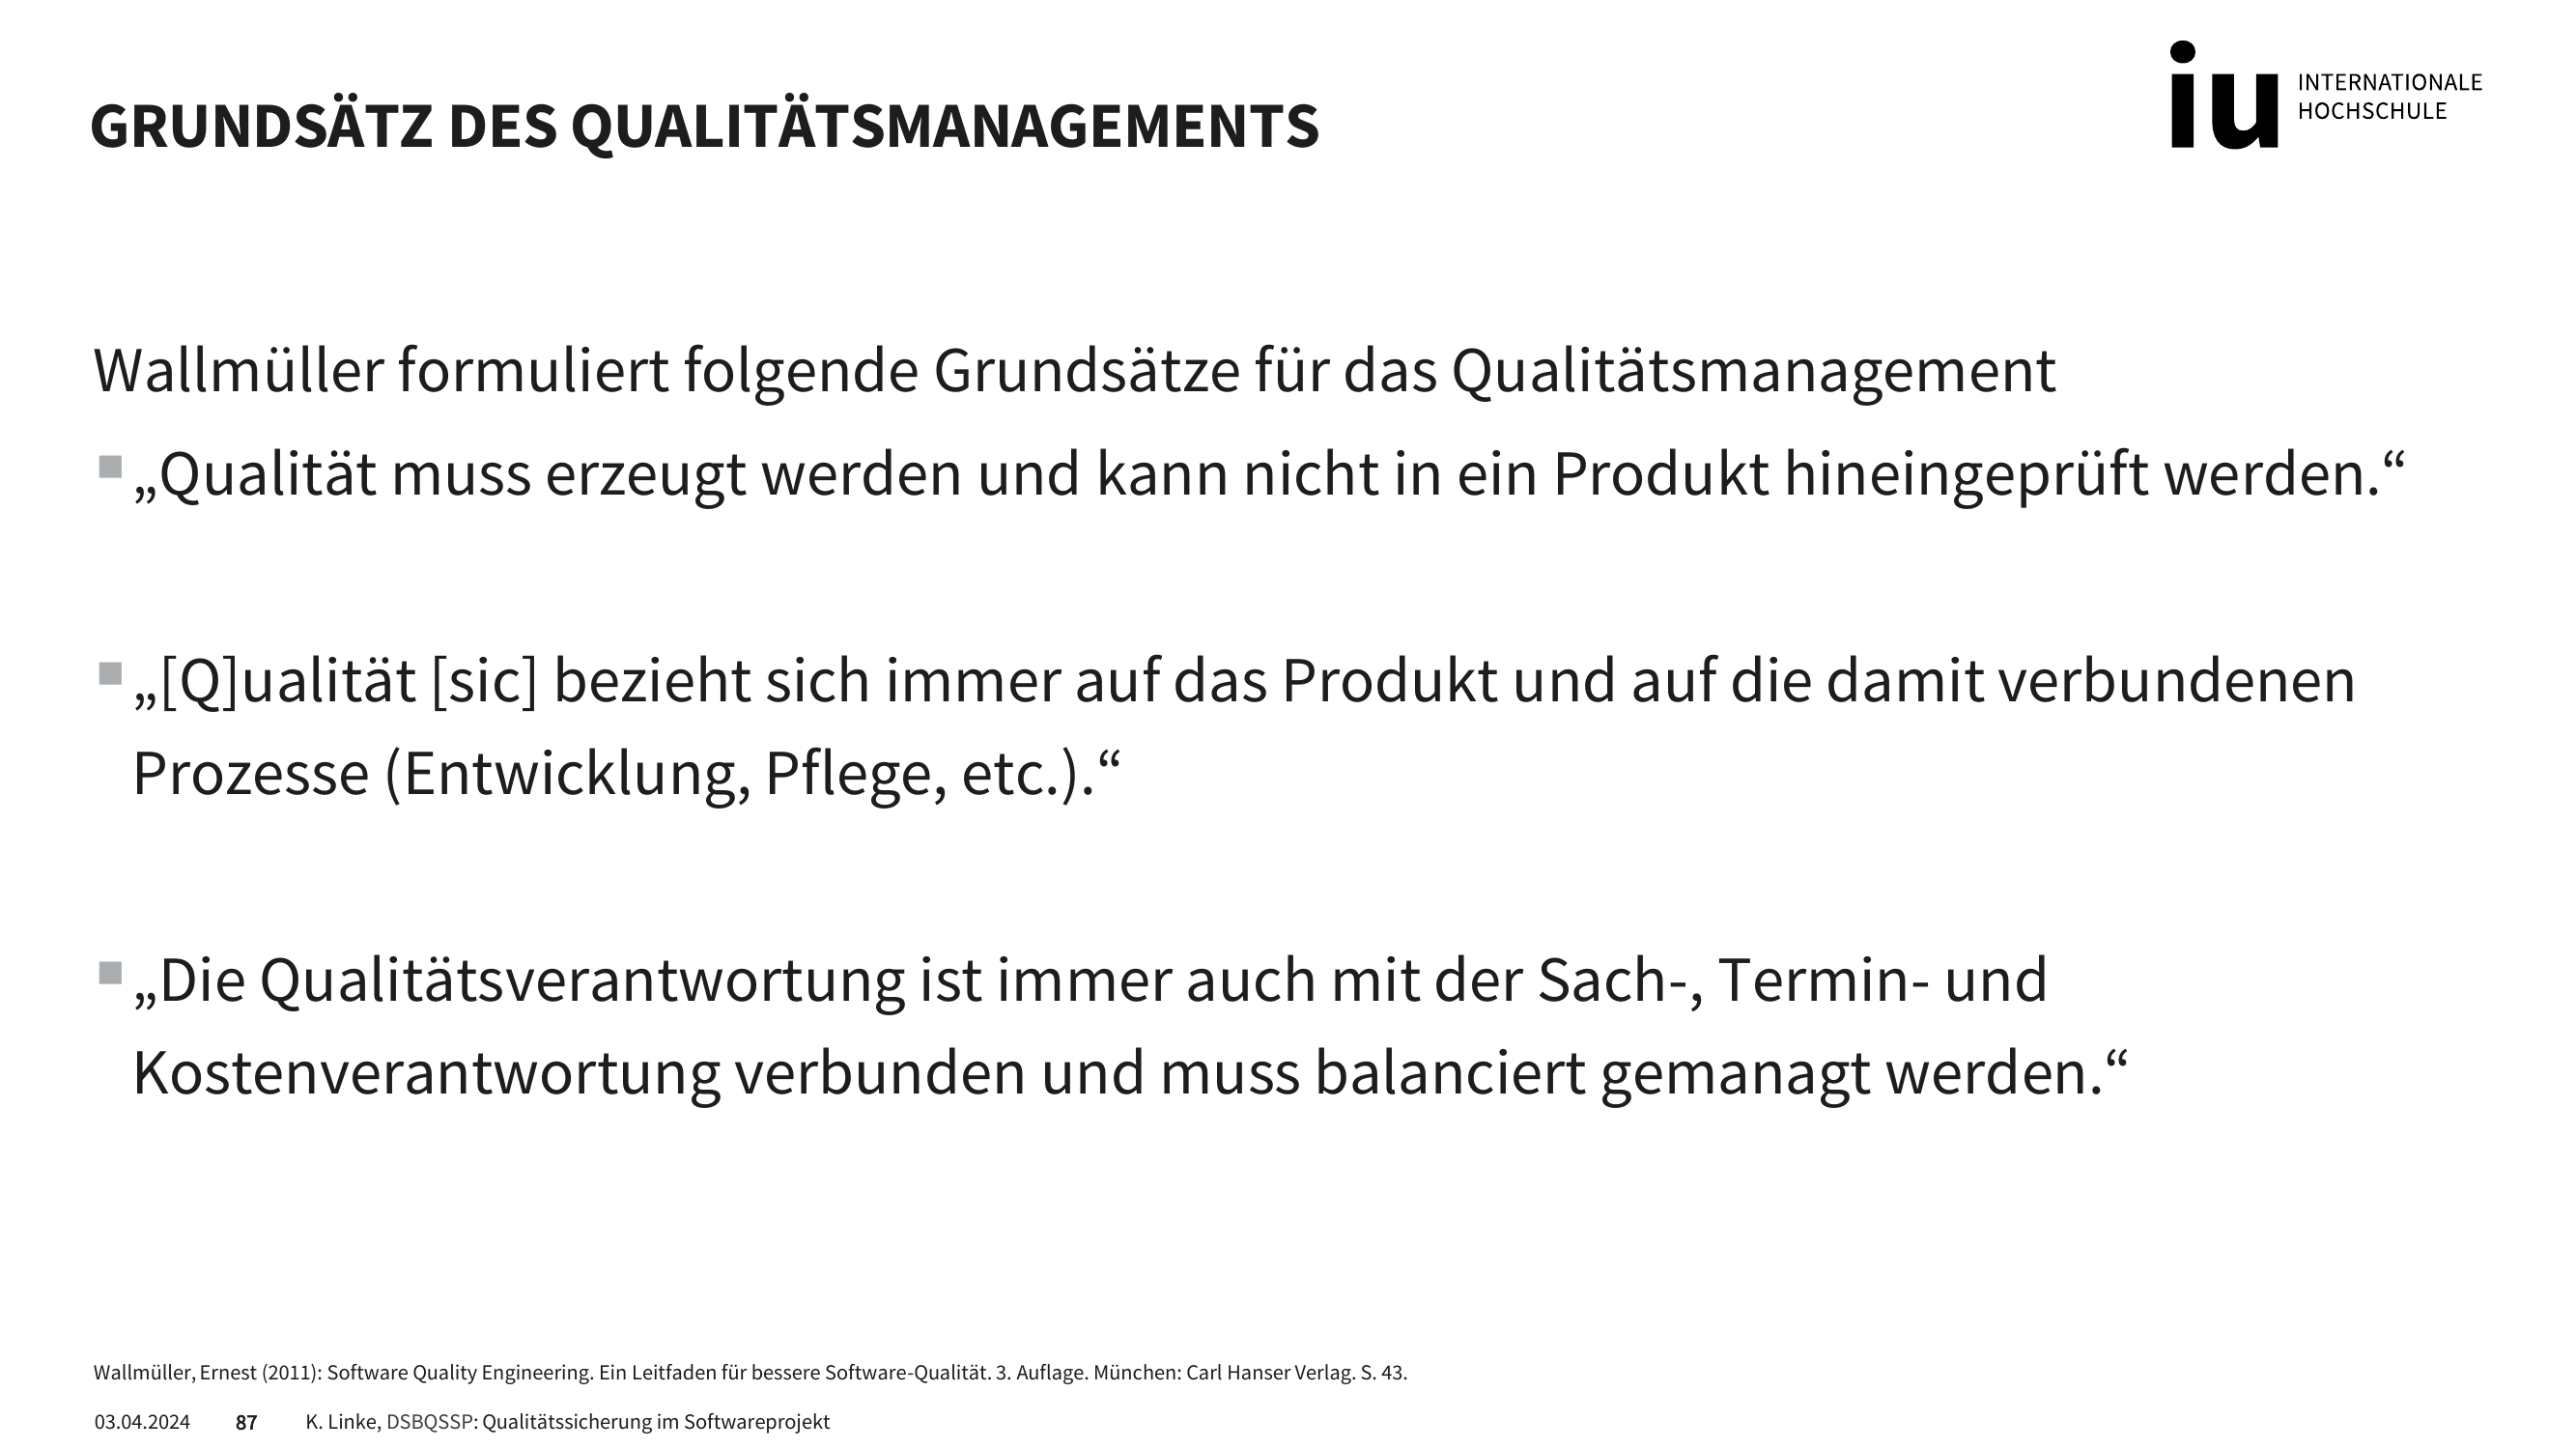 GRUNDSÄTZ DES QUALITÄTSMANAGEMENTS
iu INTERNATIONALE
HOCHSCHULE
Wallmüller formuliert folgende Grundsätze für das Qualitätsmanagement
„Qualität muss erzeugt werden und kann nicht in ein Produkt hineingeprüft werden.“
„[Q]ualität [sic] bezieht sich immer auf das Produkt und auf die damit verbundenen
Prozesse (Entwicklung, Pflege, etc.).“
„Die Qualitätsverantwortung ist immer auch mit der Sach-, Termin- und
Kostenverantwortung verbunden und muss balanciert gemanagt werden.“
Wallmüller, Ernest (2011): Software Quality Engineering. Ein Leitfaden für bessere Software-Qualität. 3. Auflage. München: Carl Hanser Verlag. S. 43.
03.04.2024 87 K. Linke, DSBQSSP: Qualitätssicherung im Softwareprojekt